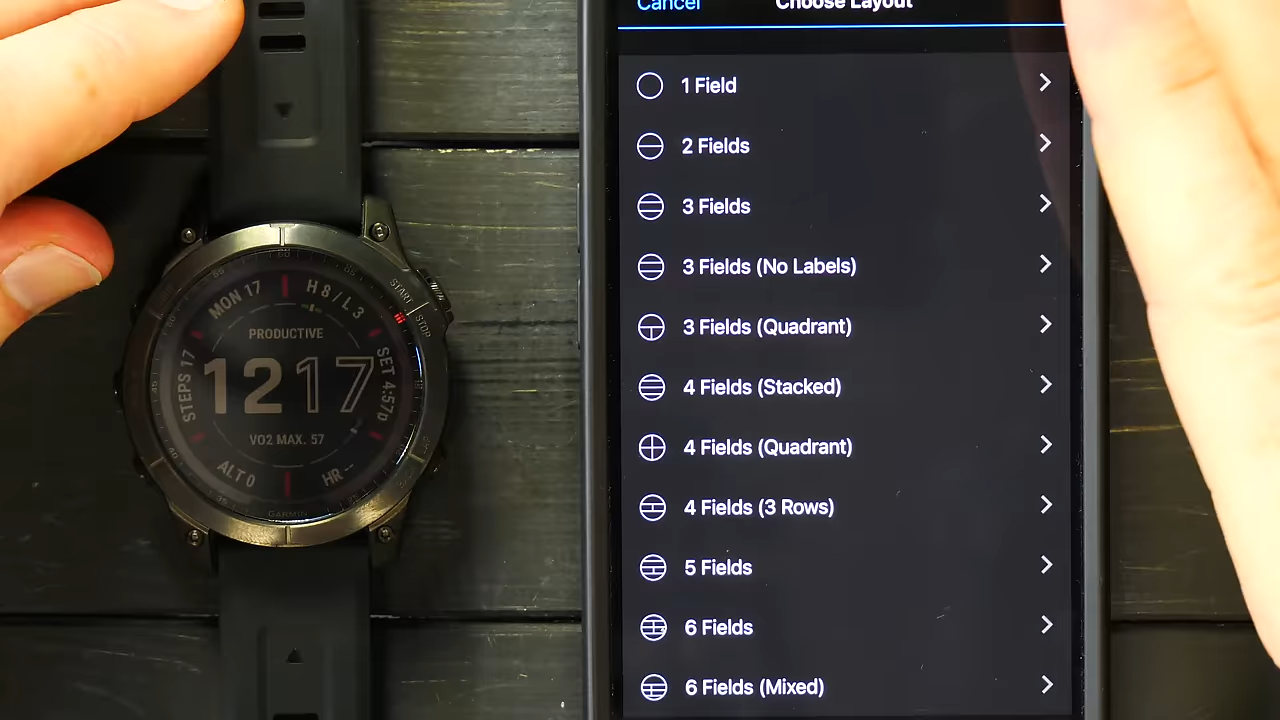 MON 17
H 8 / L 3
START
STOP
PRODUCTIVE
STEPS 17
12 17
SET 4:57p
VO2 MAX. 57
ALT 0
HR --
GARMIN
Cancel
Choose Layout
1 Field
2 Fields
3 Fields
3 Fields (No Labels)
3 Fields (Quadrant)
4 Fields (Stacked)
4 Fields (Quadrant)
4 Fields (3 Rows)
5 Fields
6 Fields
6 Fields (Mixed)